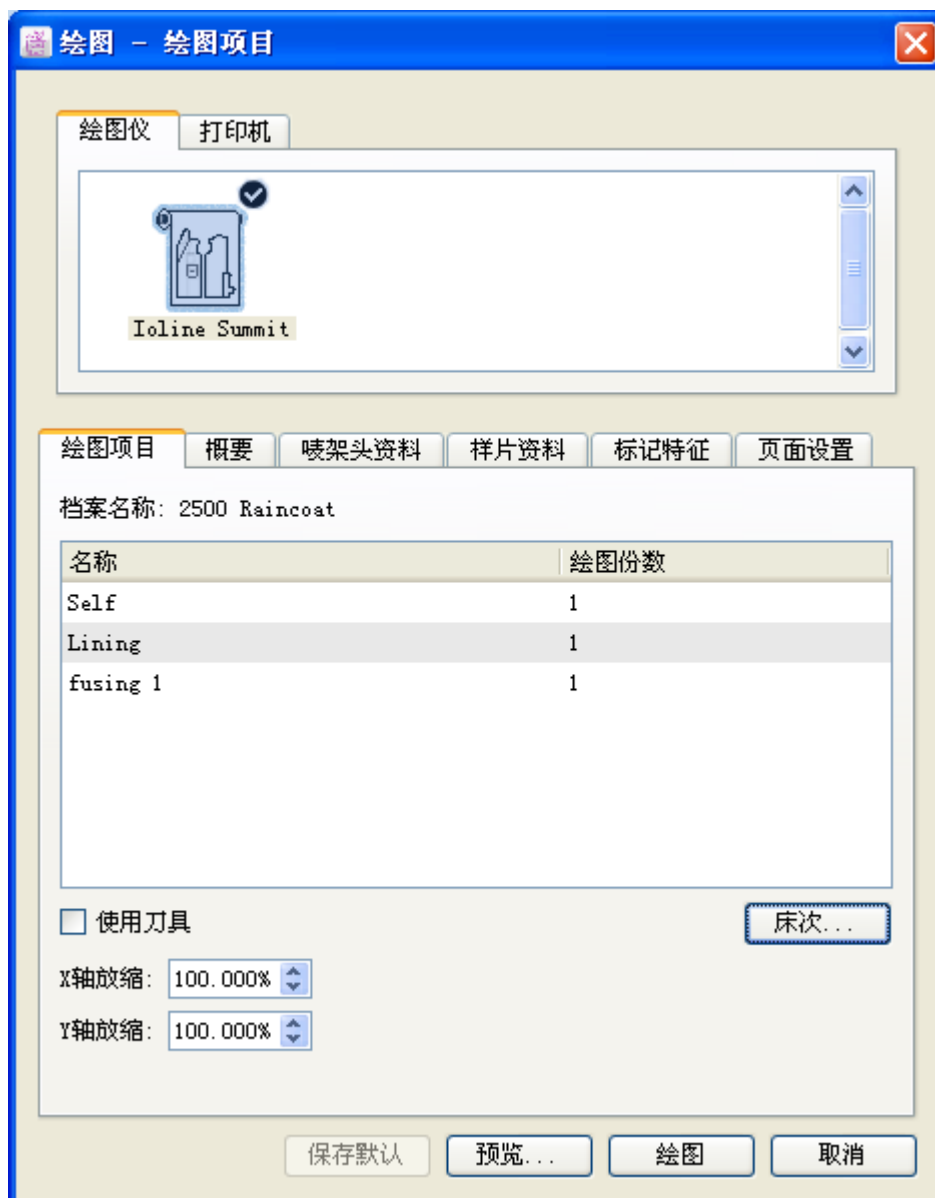 绘图 - 绘图项目
绘图仪 打印机
Ioline Summit
绘图项目 概要 唛架头资料 样片资料 标记特征 页面设置
档案名称: 2500 Raincoat
名称 绘图份数
Self 1
Lining 1
fusing 1 1
使用刀具 床次...
X轴放缩: 100.000%
Y轴放缩: 100.000%
保存默认 预览... 绘图 取消